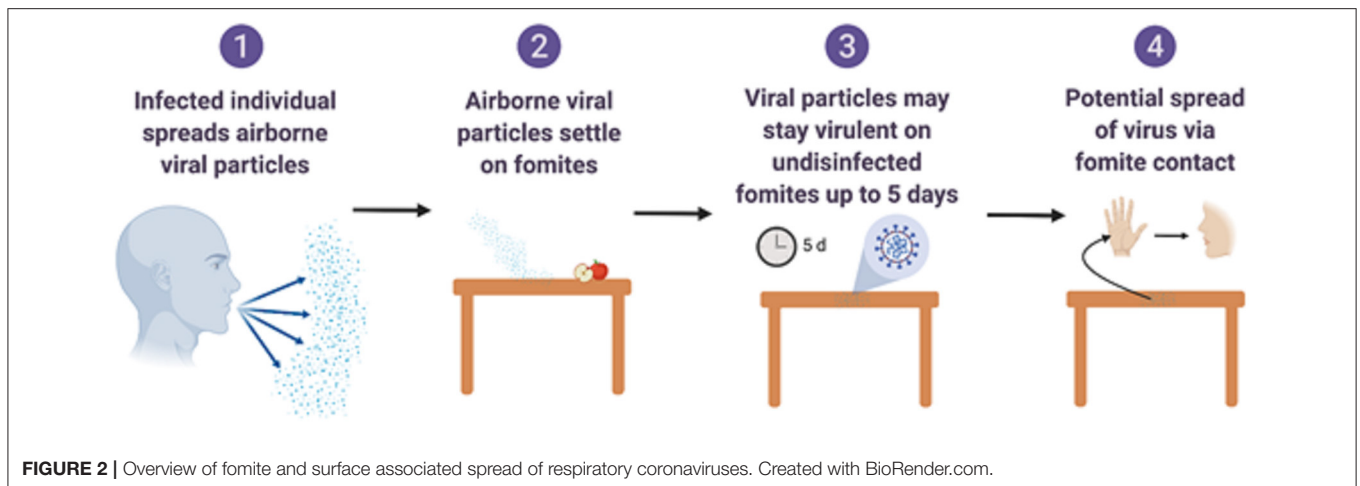 1
Infected individual
spreads airborne
viral particles
2
Airborne viral
particles settle
on fomites
3
Viral particles may
stay virulent on
undisinfected
fomites up to 5 days
5 d
4
Potential spread
of virus via
fomite contact
FIGURE 2 | Overview of fomite and surface associated spread of respiratory coronaviruses. Created with BioRender.com.